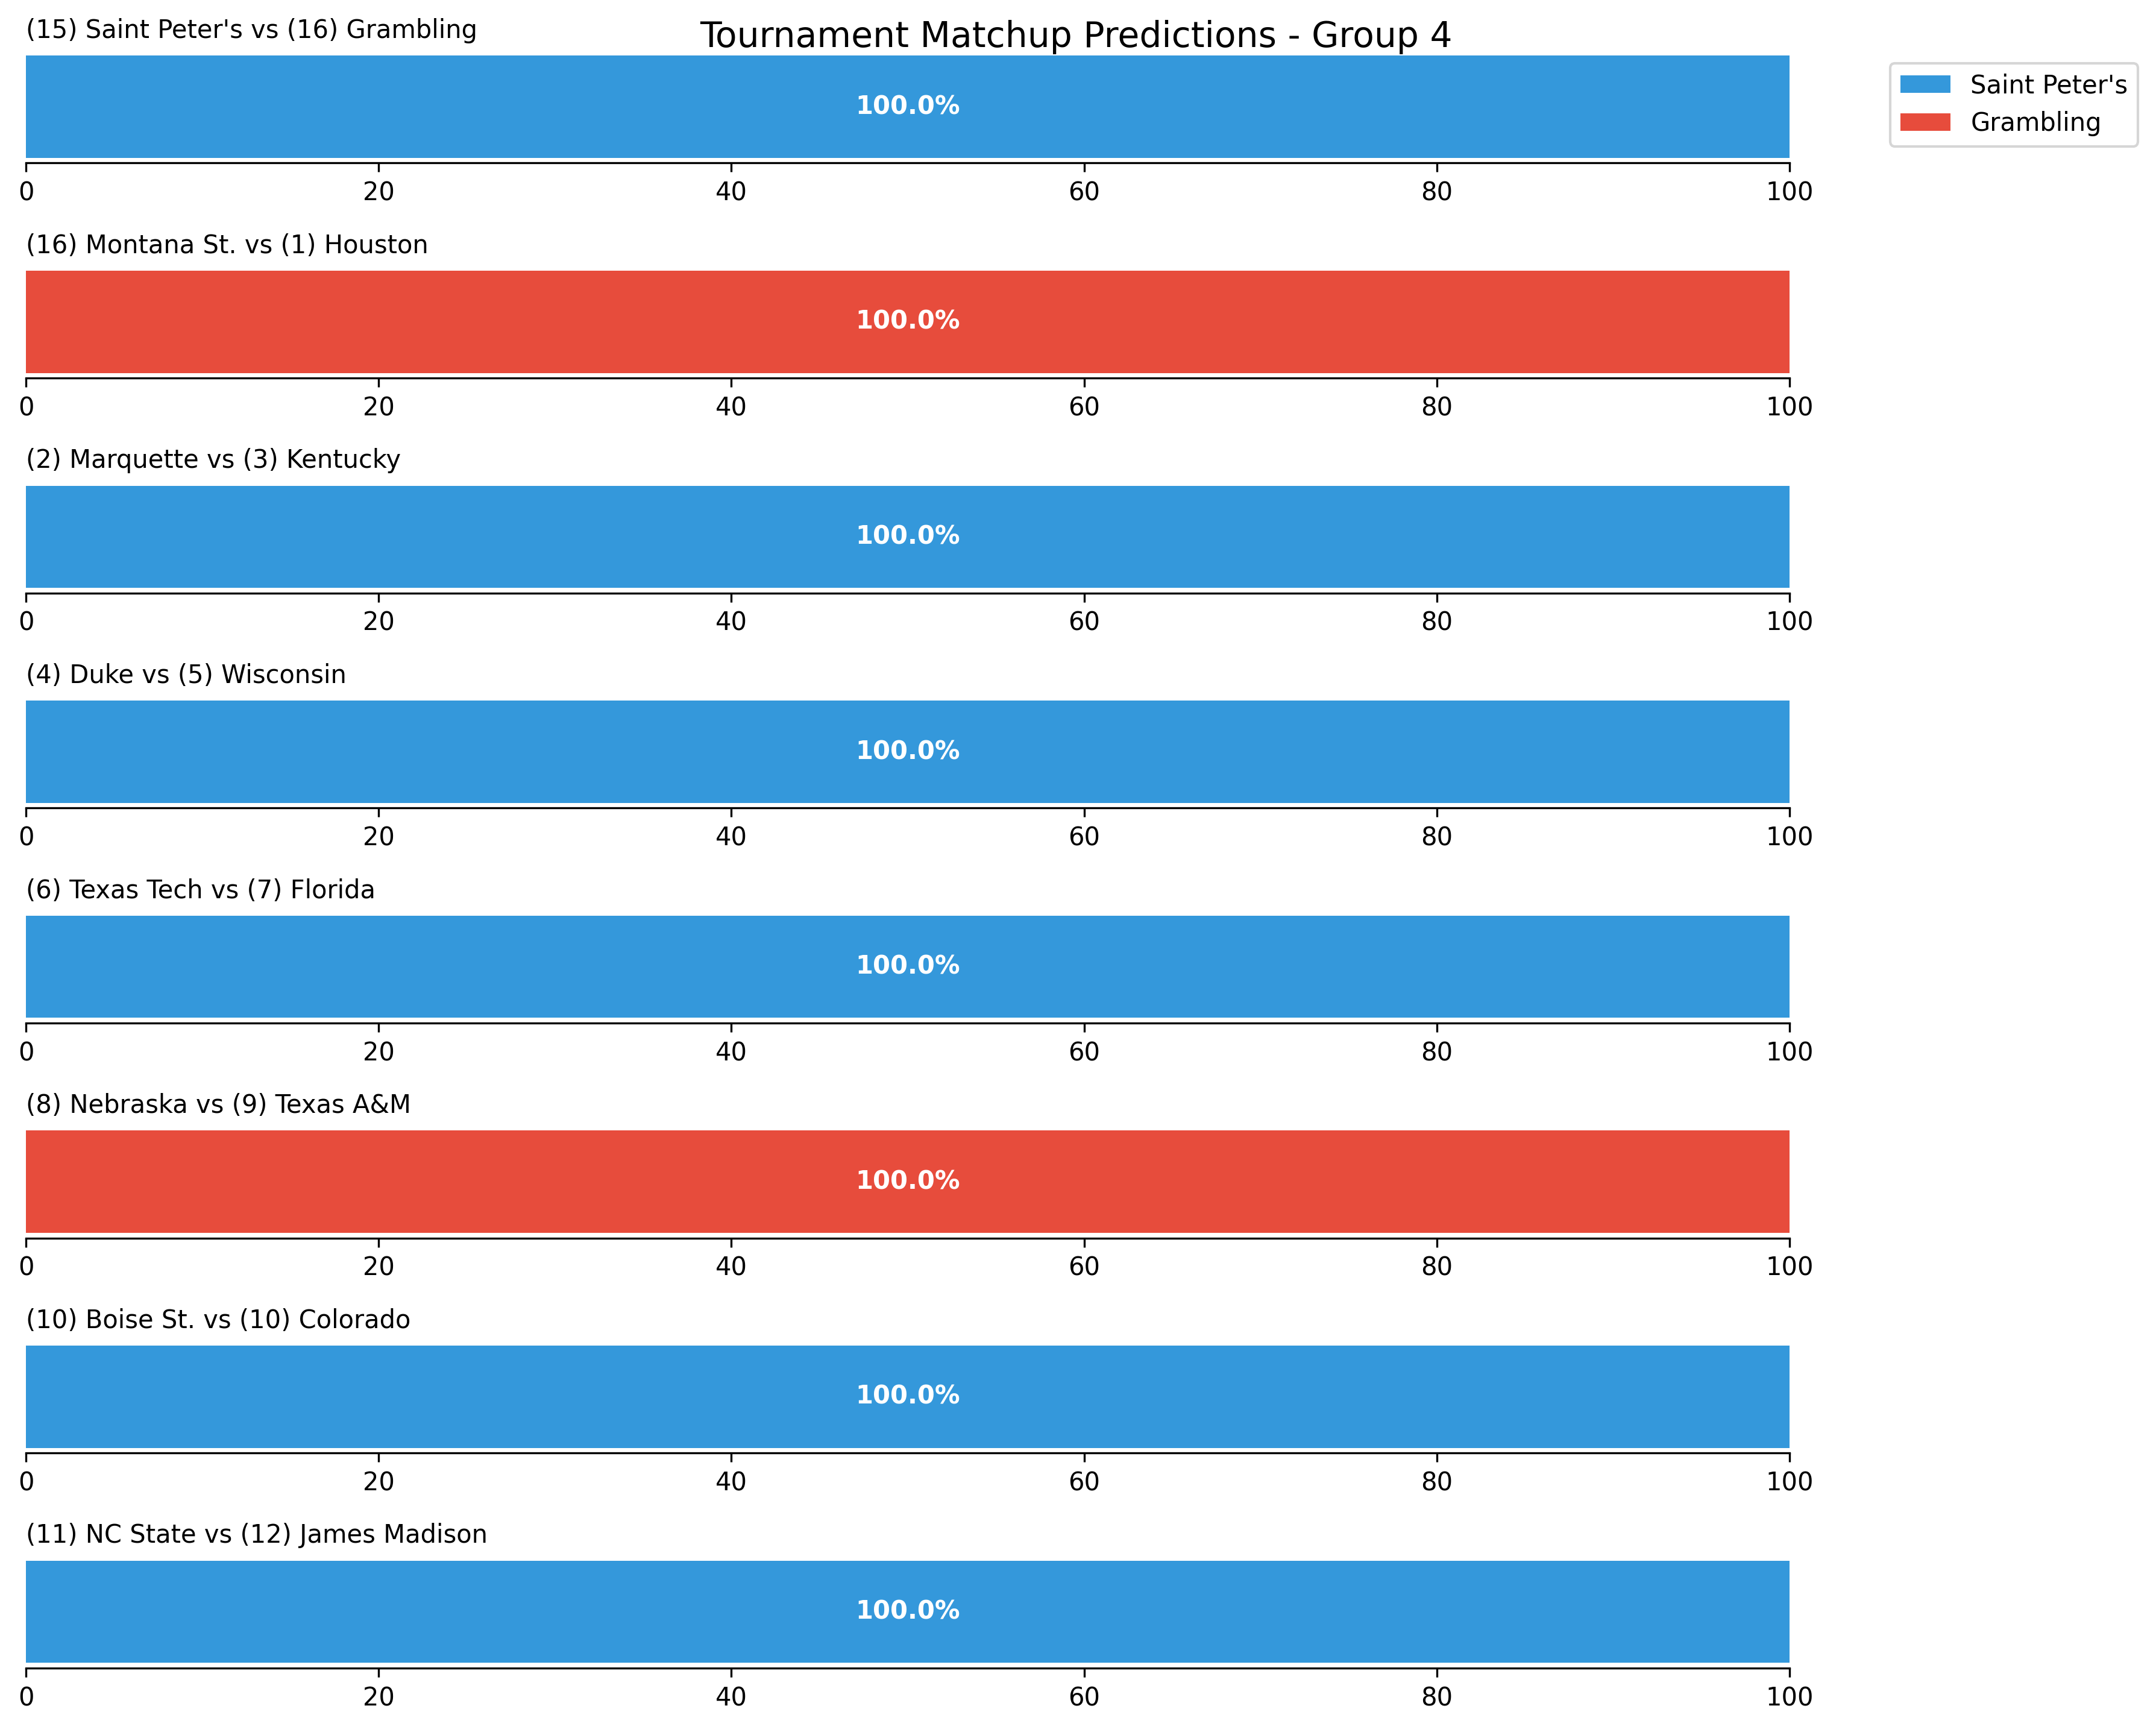 Tournament Matchup Predictions - Group 4
(15) Saint Peter's vs (16) Grambling
100.0%
0 20 40 60 80 100
Saint Peter's
Grambling
(16) Montana St. vs (1) Houston
100.0%
0 20 40 60 80 100
(2) Marquette vs (3) Kentucky
100.0%
0 20 40 60 80 100
(4) Duke vs (5) Wisconsin
100.0%
0 20 40 60 80 100
(6) Texas Tech vs (7) Florida
100.0%
0 20 40 60 80 100
(8) Nebraska vs (9) Texas A&M
100.0%
0 20 40 60 80 100
(10) Boise St. vs (10) Colorado
100.0%
0 20 40 60 80 100
(11) NC State vs (12) James Madison
100.0%
0 20 40 60 80 100